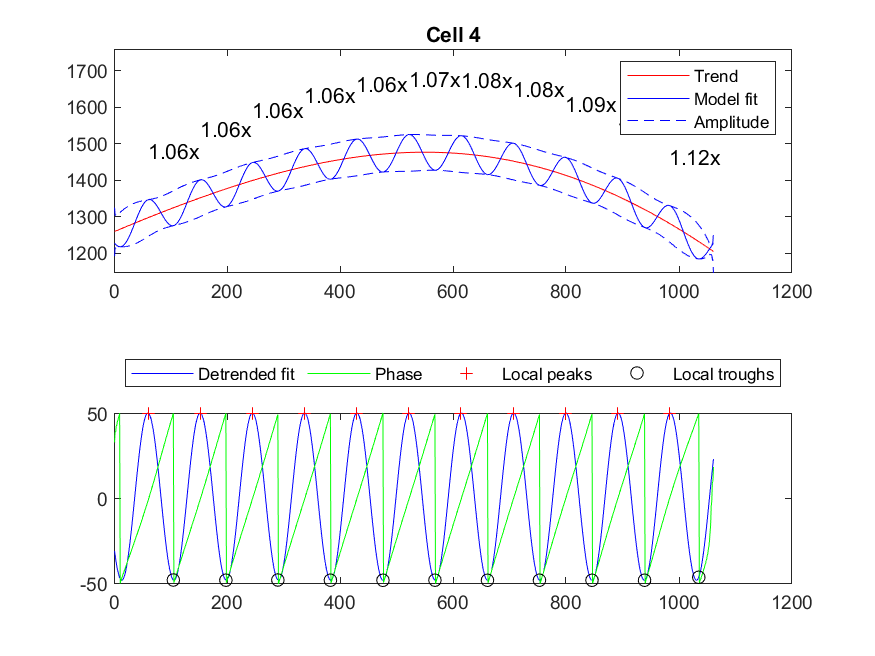 Cell 4
1700
1600
1500
1400
1300
1200
1.06x
1.06x
1.06x
1.06x
1.06x
1.07x
1.08x
1.08x
1.09x
1.12x
Trend
Model fit
Amplitude
0 200 400 600 800 1000 1200
Detrended fit Phase Local peaks Local troughs
50
0
-50
0 200 400 600 800 1000 1200